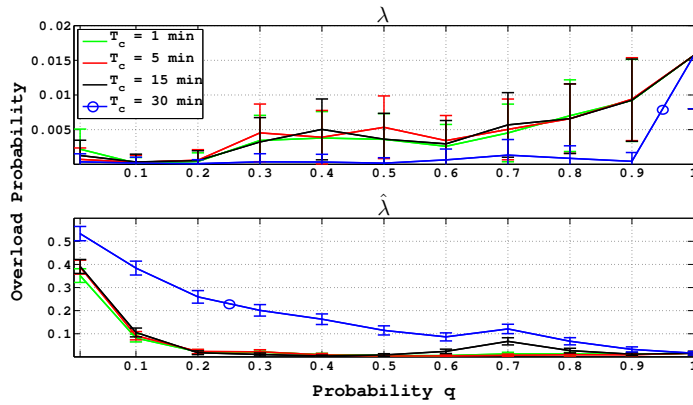 λ
0.02
0.015
0.01
0.005
T_c = 1 min
T_c = 5 min
T_c = 15 min
T_c = 30 min
0.1 0.2 0.3 0.4 0.5 0.6 0.7 0.8 0.9 1
Overload Probability
λ̂
0.5
0.4
0.3
0.2
0.1
0.1 0.2 0.3 0.4 0.5 0.6 0.7 0.8 0.9 1
Probability q